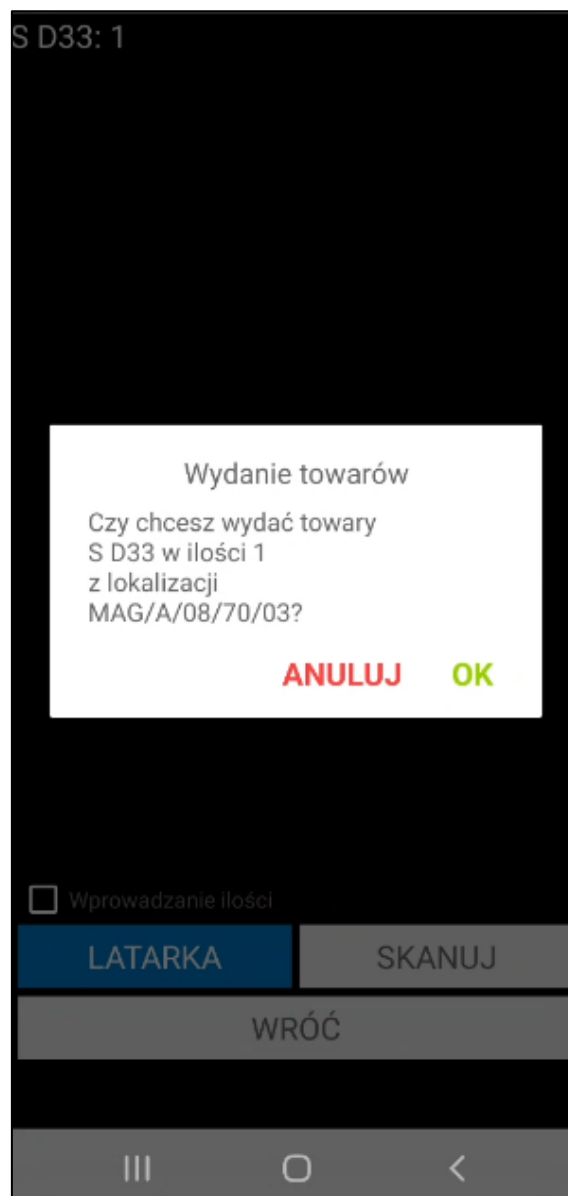 S D33: 1
Wydanie towarów
Czy chcesz wydać towary
S D33 w ilości 1
z lokalizacji
MAG/A/08/70/03?
ANULUJ OK
Wprowadzanie ilości
LATARKA SKANUJ
WRÓĆ